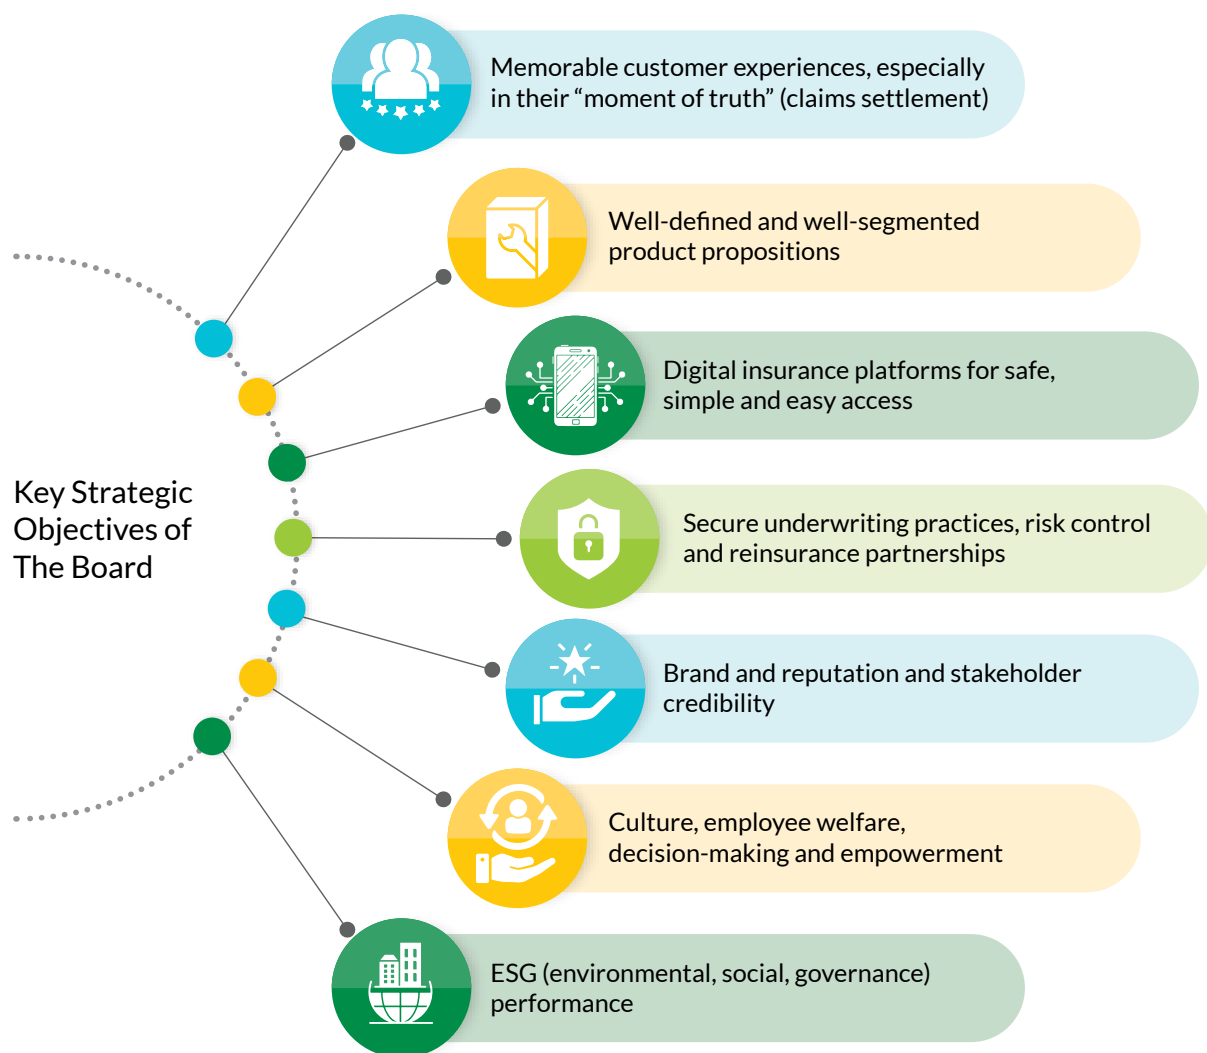 Memorable customer experiences, especially
in their “moment of truth” (claims settlement)
Well-defined and well-segmented
product propositions
Digital insurance platforms for safe,
simple and easy access
Key Strategic
Objectives of
The Board
Secure underwriting practices, risk control
and reinsurance partnerships
Brand and reputation and stakeholder
credibility
Culture, employee welfare,
decision-making and empowerment
ESG (environmental, social, governance)
performance